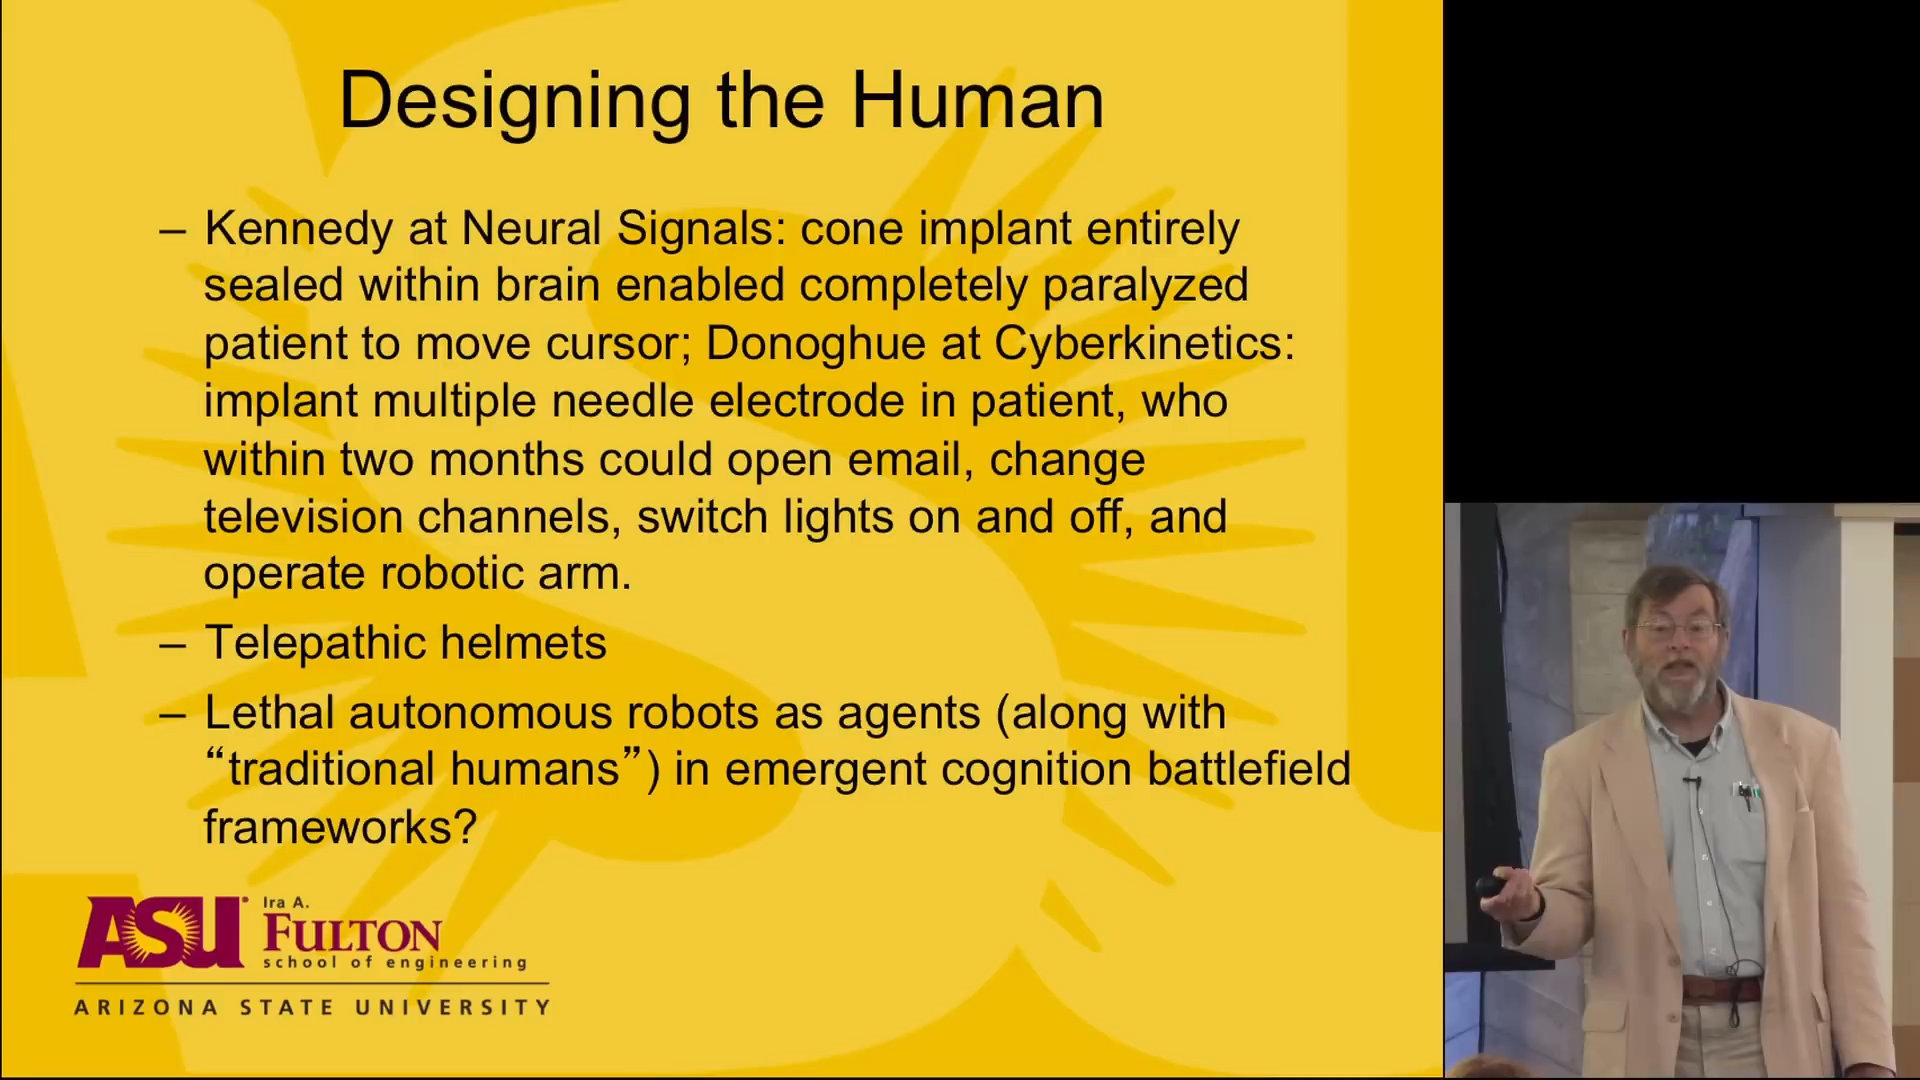 Designing the Human
– Kennedy at Neural Signals: cone implant entirely
sealed within brain enabled completely paralyzed
patient to move cursor; Donoghue at Cyberkinetics:
implant multiple needle electrode in patient, who
within two months could open email, change
television channels, switch lights on and off, and
operate robotic arm.
– Telepathic helmets
– Lethal autonomous robots as agents (along with
“traditional humans”) in emergent cognition battlefield
frameworks?
ASU
Ira A.
FULTON
school of engineering
ARIZONA STATE UNIVERSITY